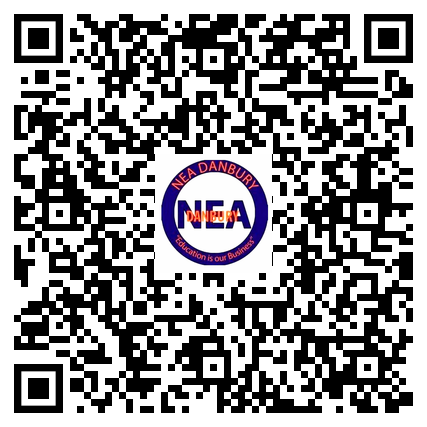 NEA DANBURY
NEA
DANBURY
Education is our Business